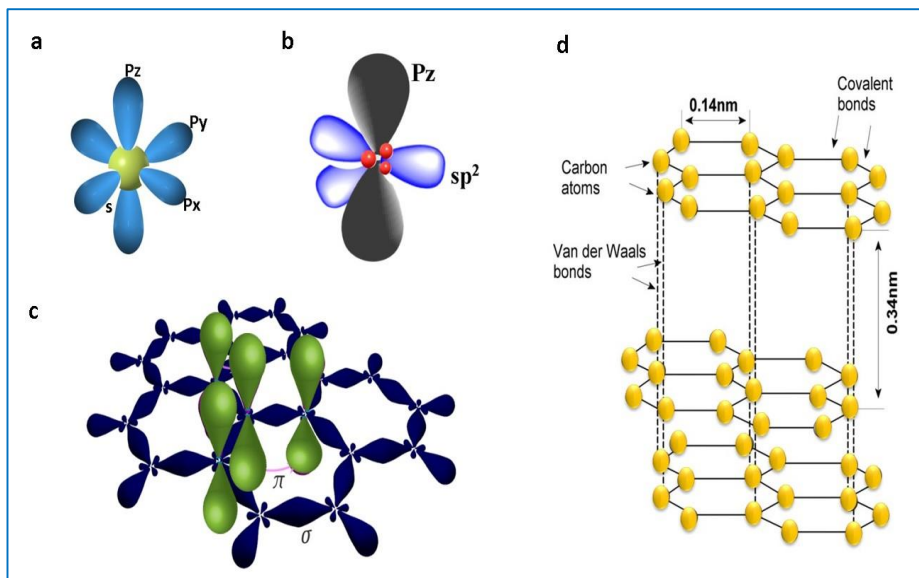 a
Pz
Py
s
Px
b
Pz
sp²
c
π
σ
d
0.14nm
Covalent
bonds
Carbon
atoms
Van der Waals
bonds
0.34nm